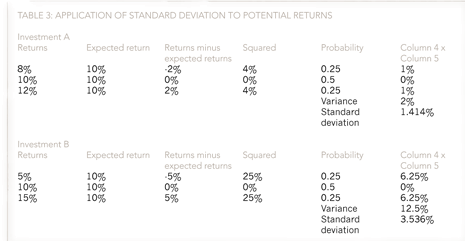 TABLE 3: APPLICATION OF STANDARD DEVIATION TO POTENTIAL RETURNS
Investment A
Returns Expected return Returns minus expected returns Squared Probability Column 4 x Column 5
8% 10% -2% 4% 0.25 1%
10% 10% 0% 0% 0.5 0%
12% 10% 2% 4% 0.25 1%
Variance 2%
Standard deviation 1.414%
Investment B
Returns Expected return Returns minus expected returns Squared Probability Column 4 x Column 5
5% 10% -5% 25% 0.25 6.25%
10% 10% 0% 0% 0.5 0%
15% 10% 5% 25% 0.25 6.25%
Variance 12.5%
Standard deviation 3.536%